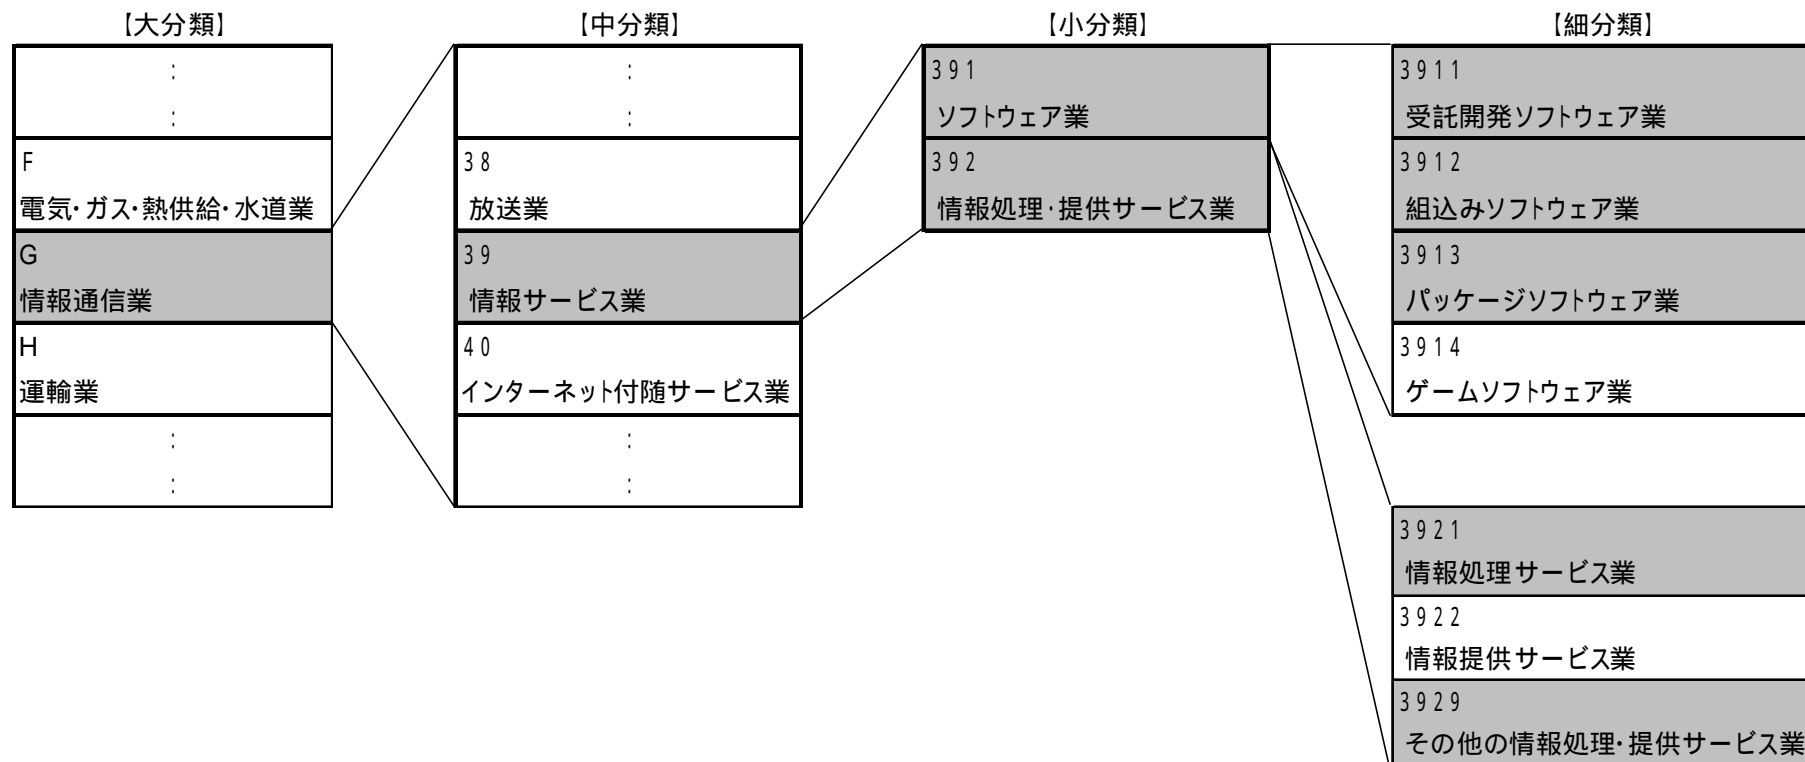 【大分類】
:
:
F
電気・ガス・熱供給・水道業
G
情報通信業
H
運輸業
:
:
【中分類】
:
:
38
放送業
39
情報サービス業
40
インターネット付随サービス業
:
:
【小分類】
391
ソフトウェア業
392
情報処理・提供サービス業
【細分類】
3911
受託開発ソフトウェア業
3912
組込みソフトウェア業
3913
パッケージソフトウェア業
3914
ゲームソフトウェア業
3921
情報処理サービス業
3922
情報提供サービス業
3929
その他の情報処理・提供サービス業